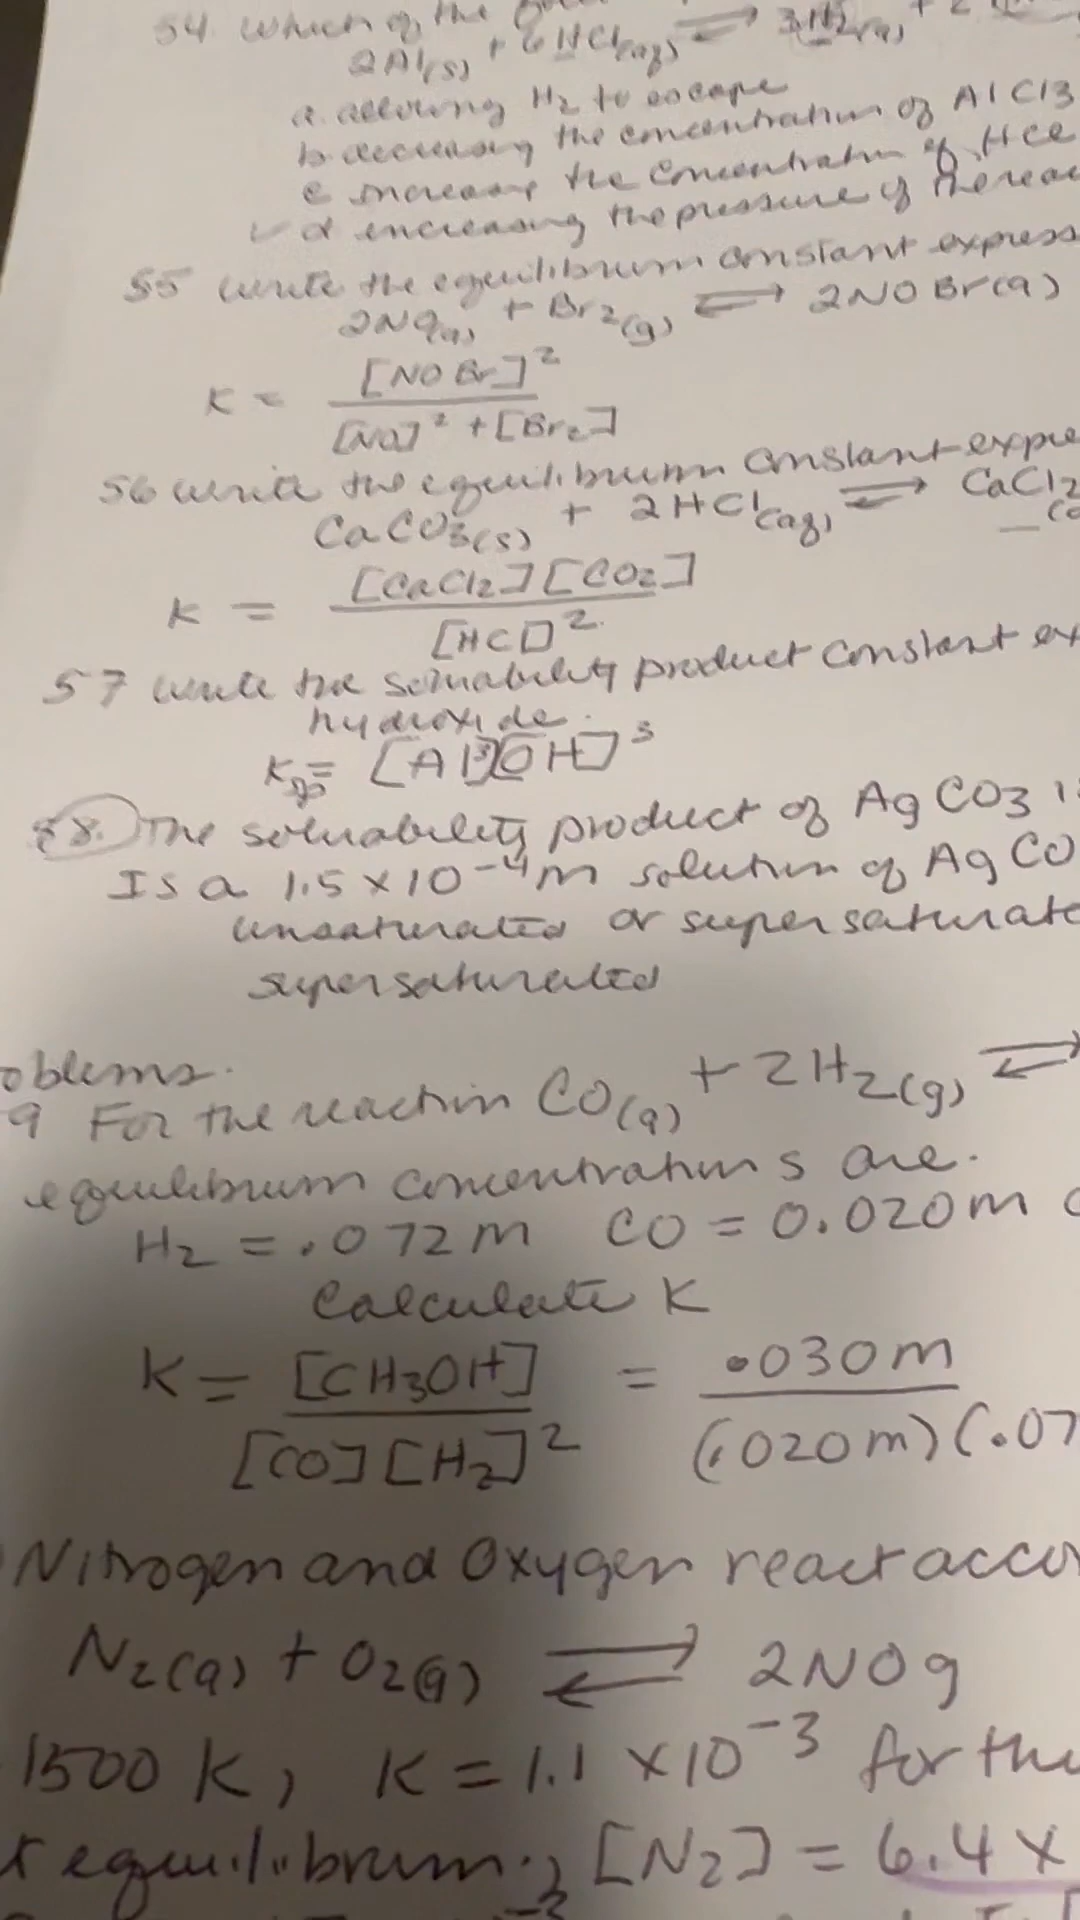 54 Which of the
2Al(s) + 6HCl(aq) ⇌ 3H2(g) + 2
a. allowing H2 to escape
b decreasing the concentration of AlCl3
c increase the concentration of HCl
d increasing the pressure of the reac
55 write the equilibrium constant express
2NO(g) + Br2(g) ⇌ 2NOBr(g)
K = [NOBr]²
[NO]² + [Br2]
56 write the equilibrium constant expre
CaCO3(s) + 2HCl(aq) ⇌ CaCl2
K = [CaCl2][CO2]
[HCl]²
57 write the soluability product constant ex
hydroxide.
Ksp = [Al³][OH]³
58. The soluability product of AgCO3 i
Is a 1.5 x 10⁻⁴ m solution of AgCO
unsaturated or supersaturate
supersaturated
oblems.
9 For the reaction CO(g) + 2H2(g) ⇌
equilibrium concentrations are.
H2 = .072m CO = 0.020m
Calculate K
K = [CH3OH] = .030m
[CO][H2]² (.020m)(.07
Nitrogen and Oxygen react acco
N2(g) + O2(g) ⇌ 2NOg
1500 K, K = 1.1 x 10⁻³ for the
t equilibrium, [N2] = 6.4 x